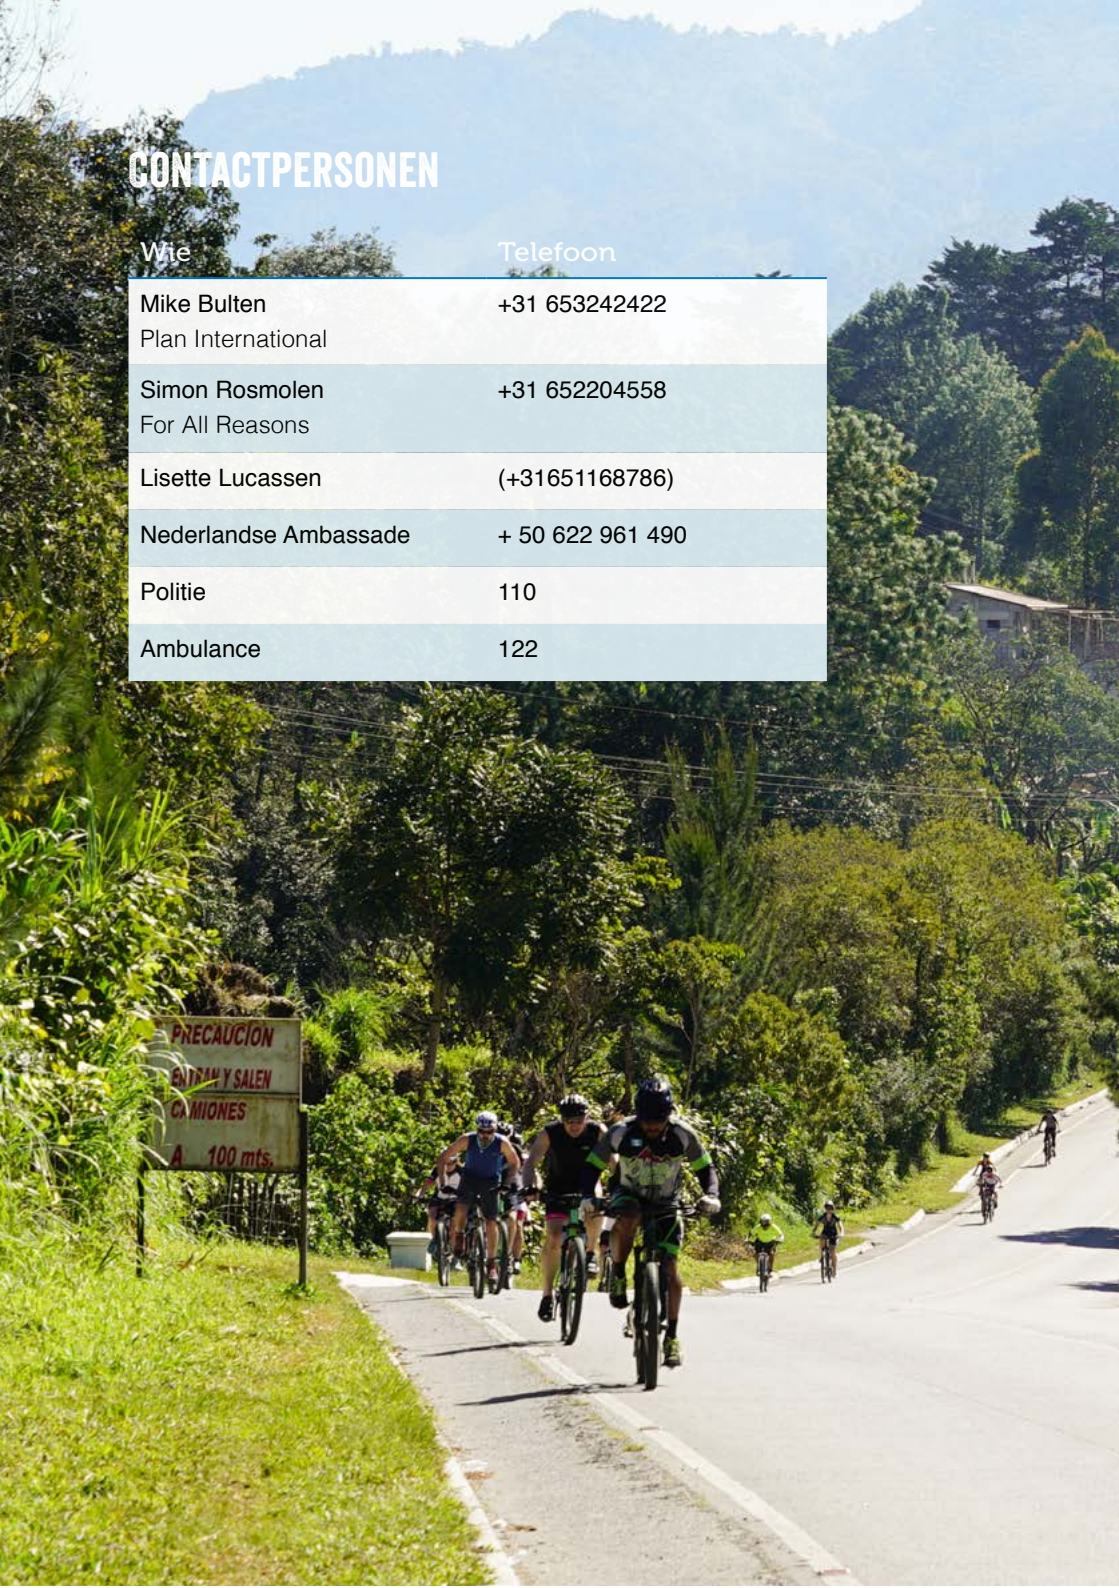 CONTACTPERSONEN
Wie Telefoon
Mike Bulten +31 653242422
Plan International
Simon Rosmolen +31 652204558
For All Reasons
Lisette Lucassen (+31651168786)
Nederlandse Ambassade + 50 622 961 490
Politie 110
Ambulance 122
PRECAUCION
ENTRAN Y SALEN
CAMIONES
A 100 mts.